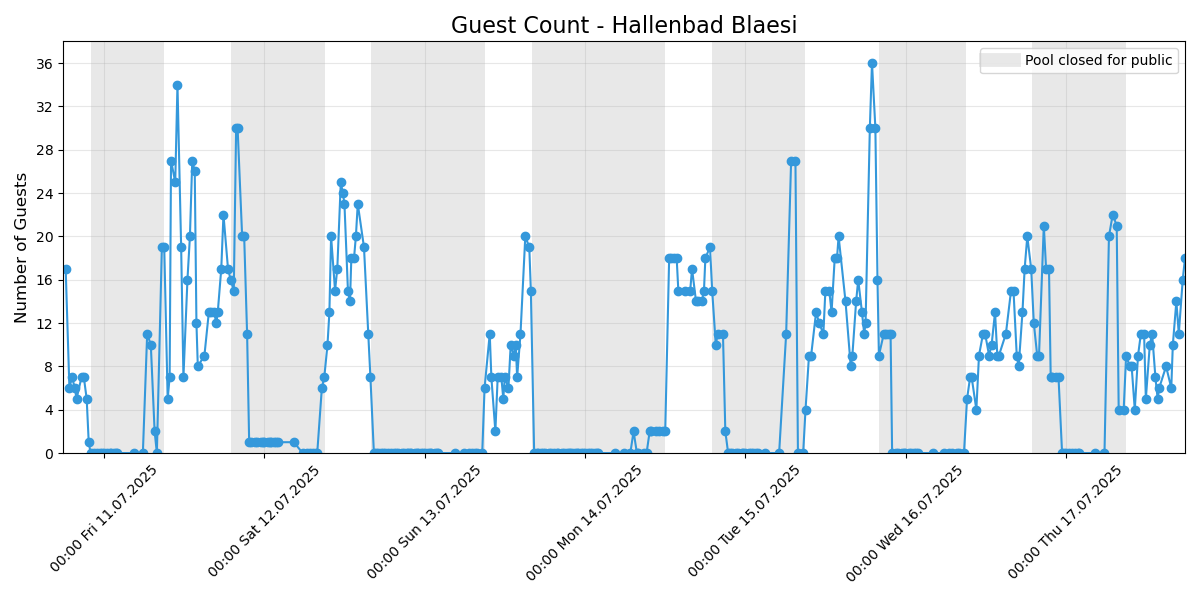 Guest Count - Hallenbad Blaesi
Pool closed for public
Number of Guests
36
32
28
24
20
16
12
8
4
0
00:00 Fri 11.07.2025
00:00 Sat 12.07.2025
00:00 Sun 13.07.2025
00:00 Mon 14.07.2025
00:00 Tue 15.07.2025
00:00 Wed 16.07.2025
00:00 Thu 17.07.2025